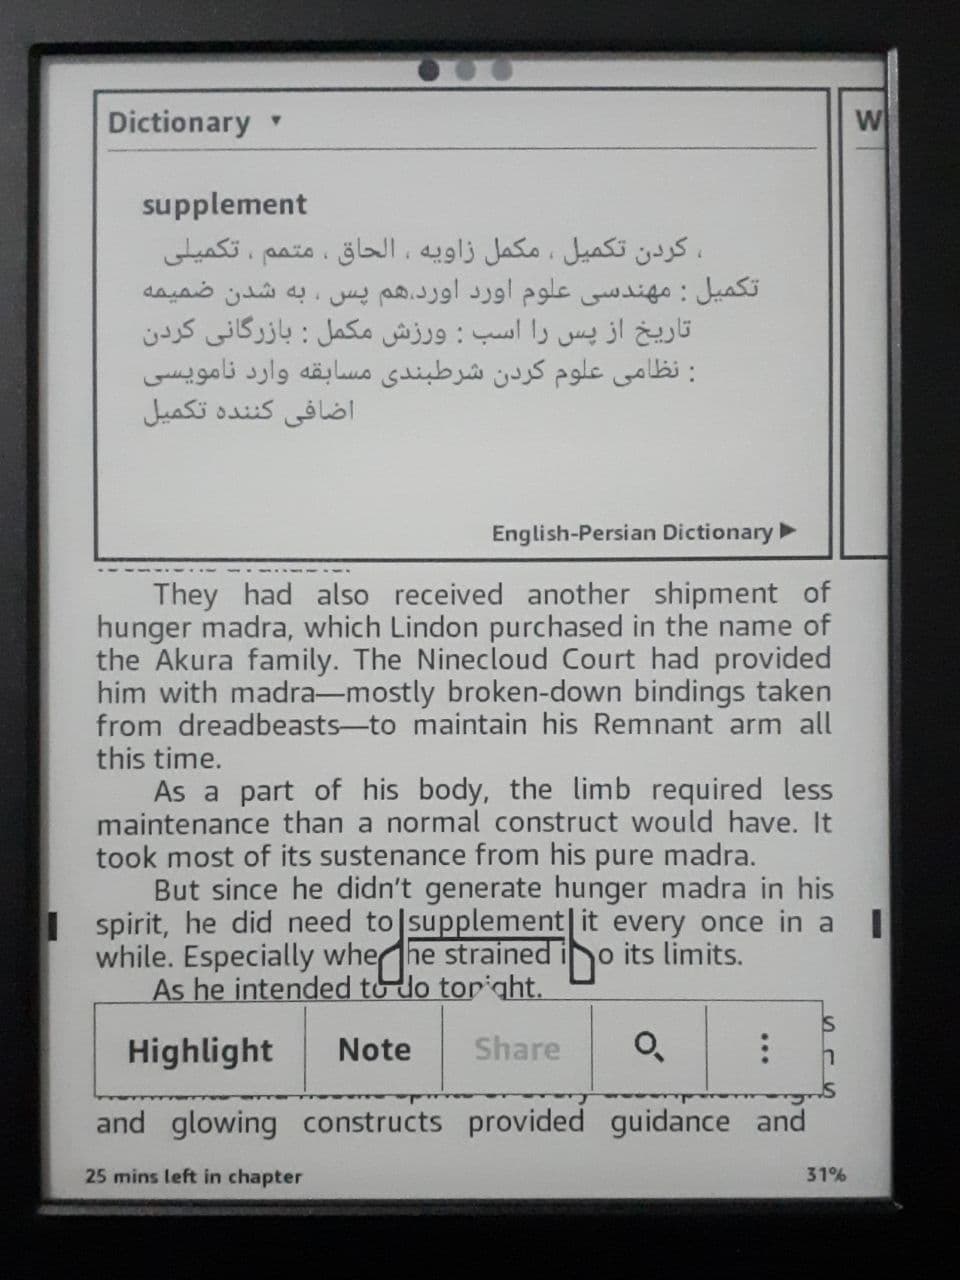 Dictionary ▼
W
supplement
، کردن تکمیل ، مکمل زاویه ، الحاق ، متمم ، تکمیلی
تکمیل : مهندسی علوم اورد اورد.هم پس ، به شدن ضمیمه
تاریخ از پس را اسب : ورزش مکمل : بازرگانی کردن
: نظامی علوم کردن شرطبندی مسابقه وارد نامویسی
اضافی کننده تکمیل
English-Persian Dictionary ▶
They had also received another shipment of
hunger madra, which Lindon purchased in the name of
the Akura family. The Ninecloud Court had provided
him with madra—mostly broken-down bindings taken
from dreadbeasts—to maintain his Remnant arm all
this time.
As a part of his body, the limb required less
maintenance than a normal construct would have. It
took most of its sustenance from his pure madra.
But since he didn't generate hunger madra in his
spirit, he did need to supplement it every once in a
while. Especially whe he strained i o its limits.
As he intended to do tonight.
Highlight Note Share
s
n
s
and glowing constructs provided guidance and
25 mins left in chapter 31%